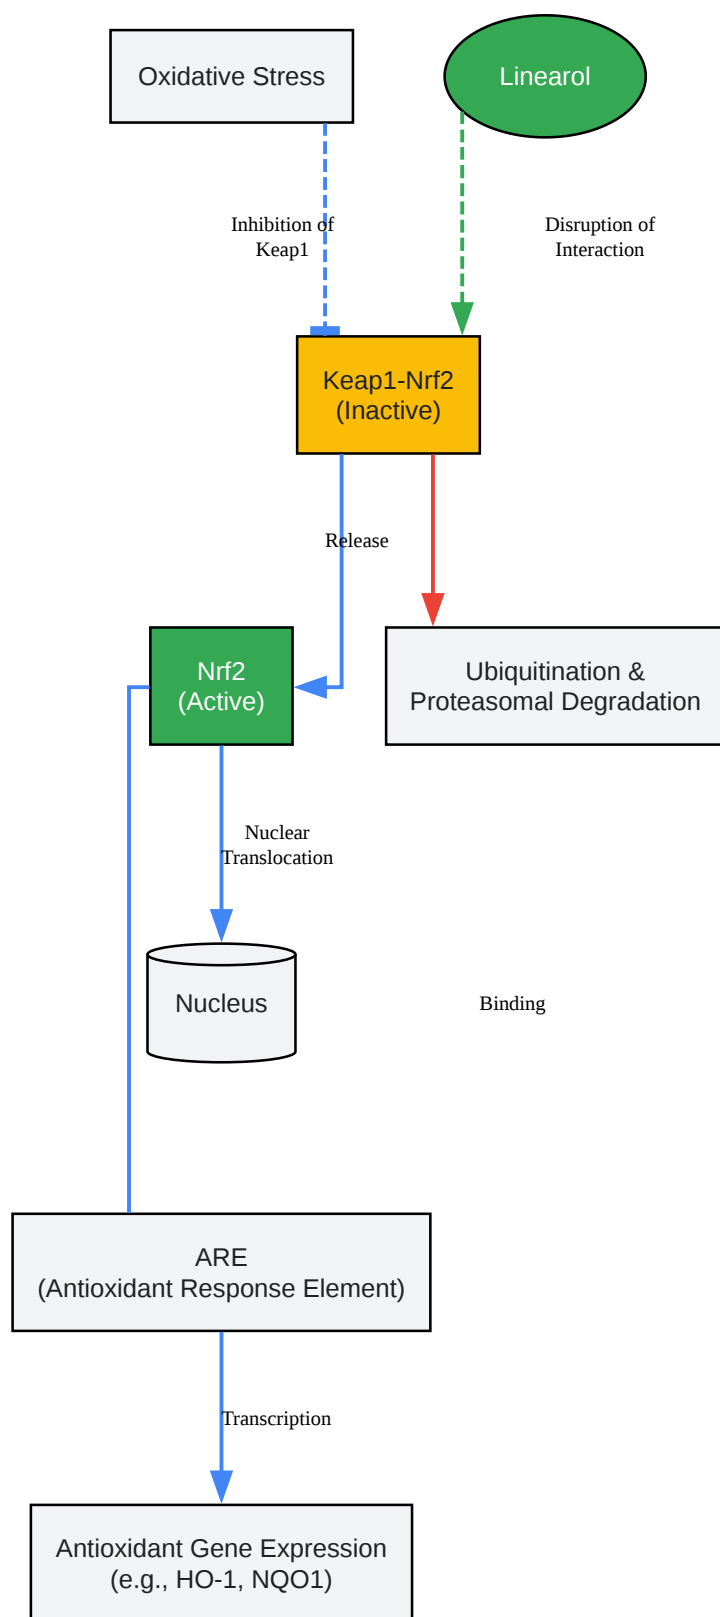 Oxidative Stress
Linearol
Inhibition of
Keap1
Disruption of
Interaction
Keap1-Nrf2
(Inactive)
Release
Nrf2
(Active)
Ubiquitination &
Proteasomal Degradation
Nuclear
Translocation
Nucleus
Binding
ARE
(Antioxidant Response Element)
Transcription
Antioxidant Gene Expression
(e.g., HO-1, NQO1)